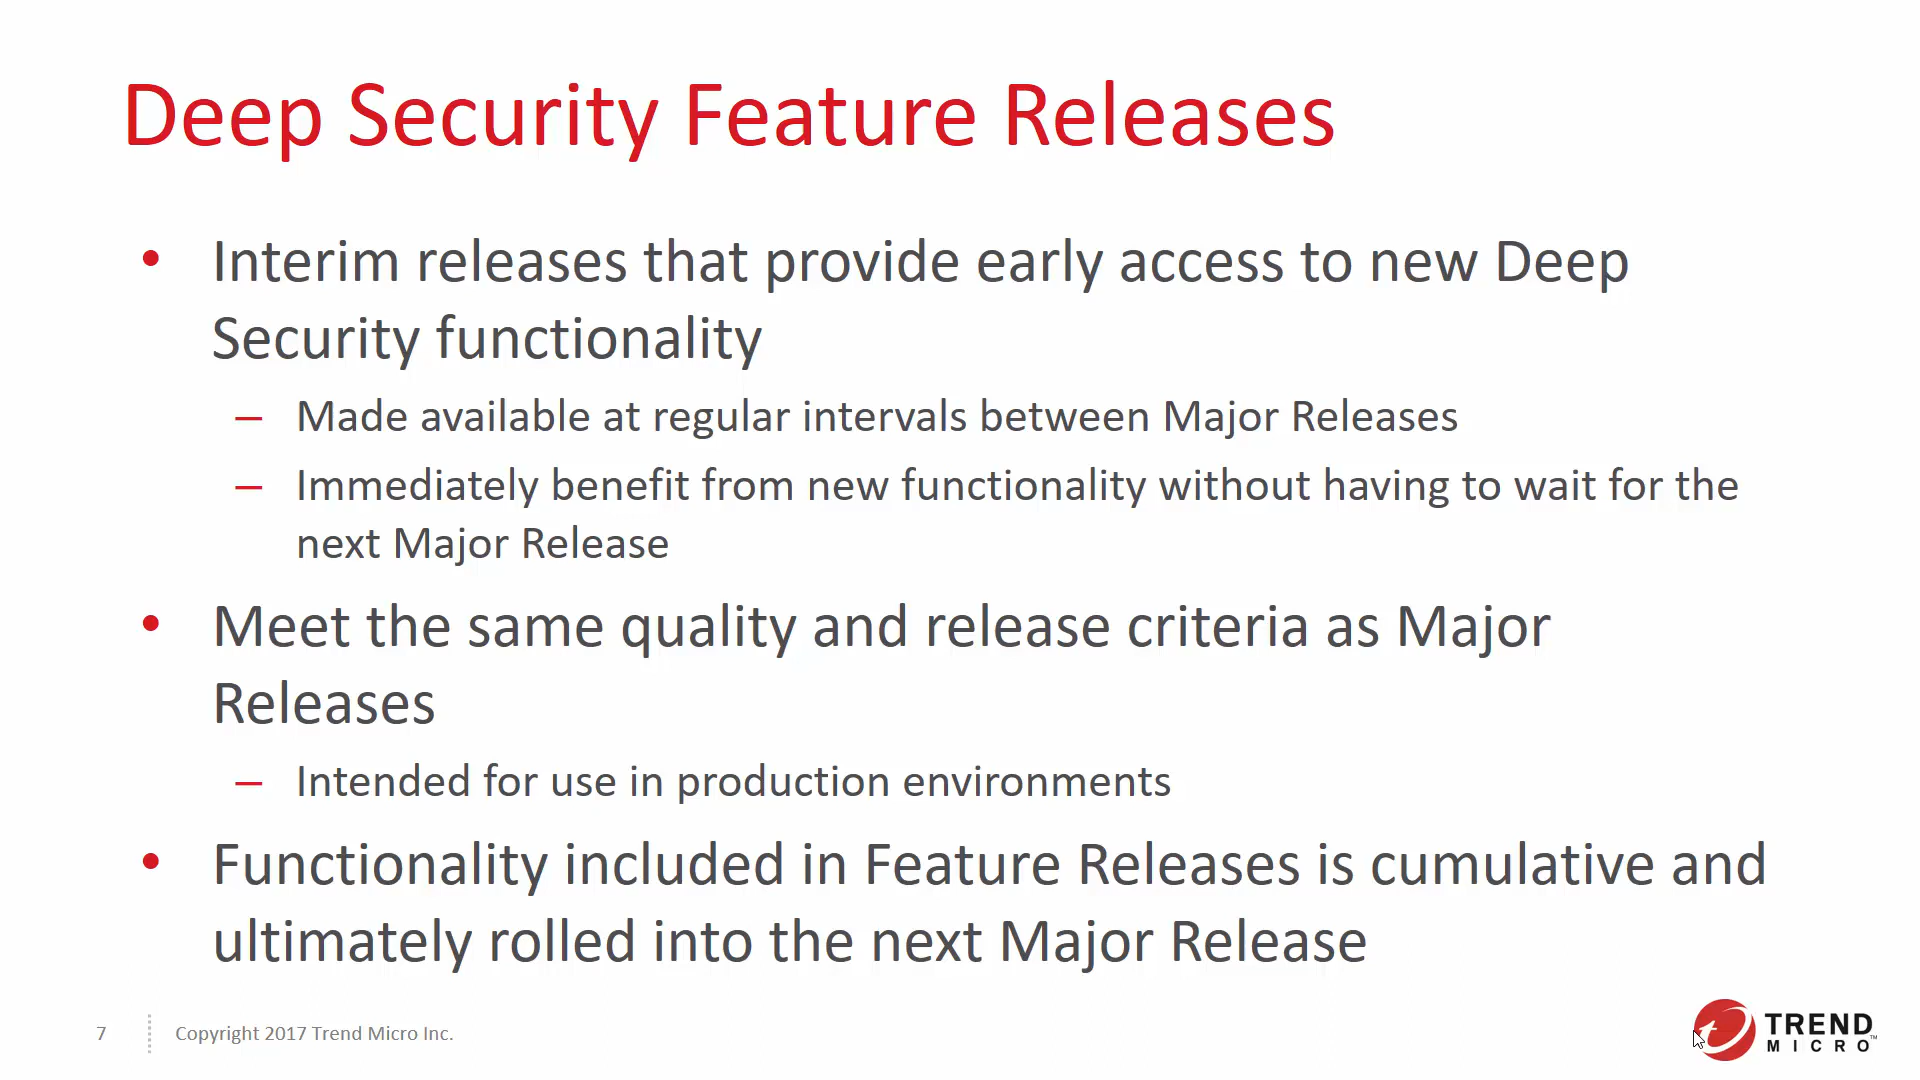 Deep Security Feature Releases
• Interim releases that provide early access to new Deep
Security functionality
– Made available at regular intervals between Major Releases
– Immediately benefit from new functionality without having to wait for the
next Major Release
• Meet the same quality and release criteria as Major
Releases
– Intended for use in production environments
• Functionality included in Feature Releases is cumulative and
ultimately rolled into the next Major Release
7
Copyright 2017 Trend Micro Inc.
TREND
MICRO™